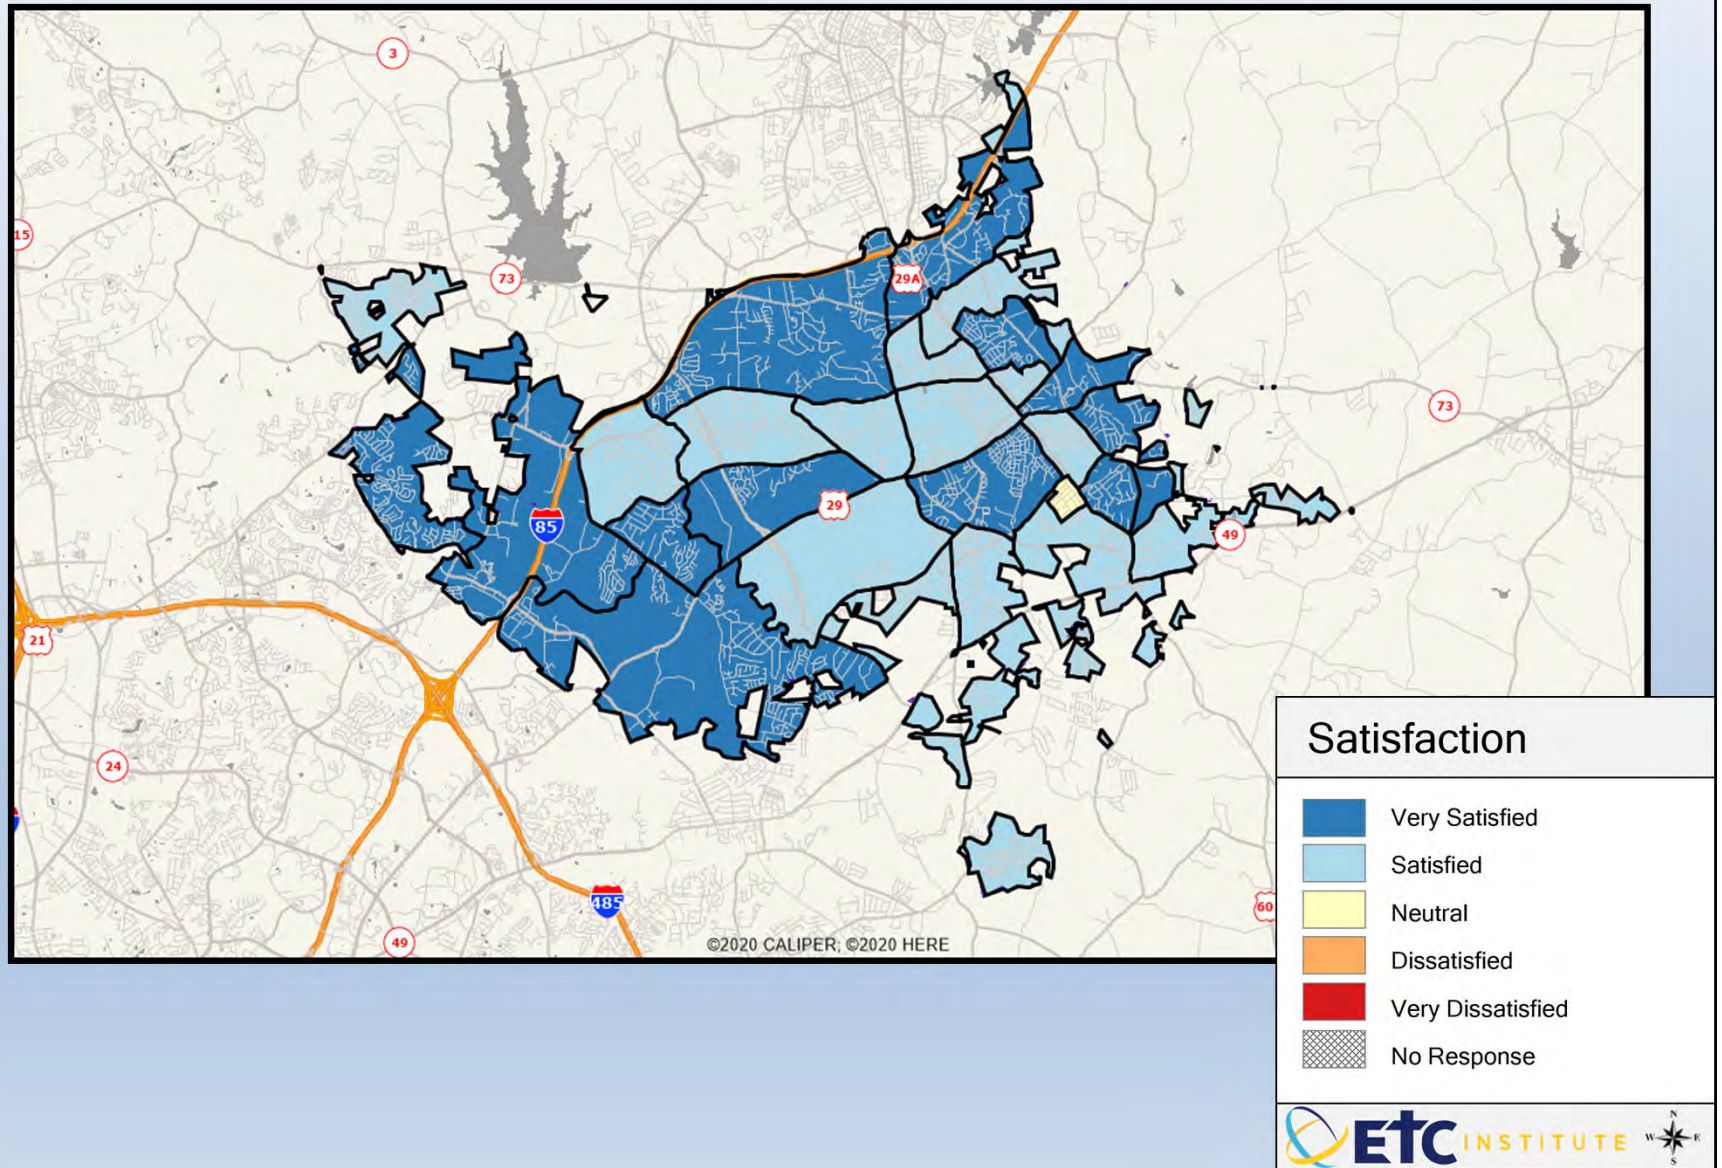 3
15
73
29A
73
29
85
49
21
24
485
60
49
©2020 CALIPER; ©2020 HERE
Satisfaction
Very Satisfied
Satisfied
Neutral
Dissatisfied
Very Dissatisfied
No Response
ETC INSTITUTE
N
W E
S